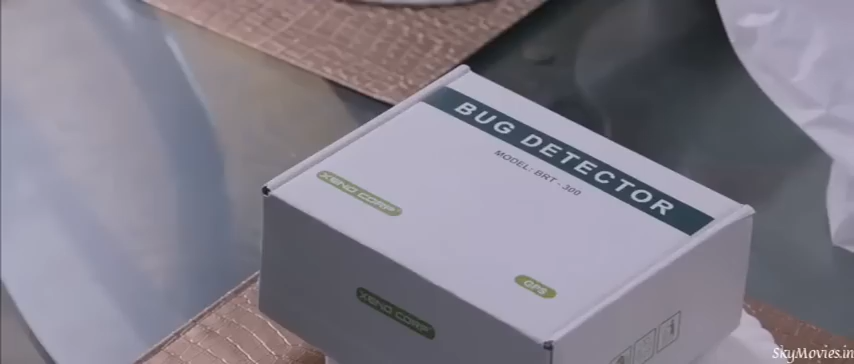 BUG DETECTOR
MODEL: BRT - 300
XENO CORP
GPS
XENO CORP
SkyMovies.in